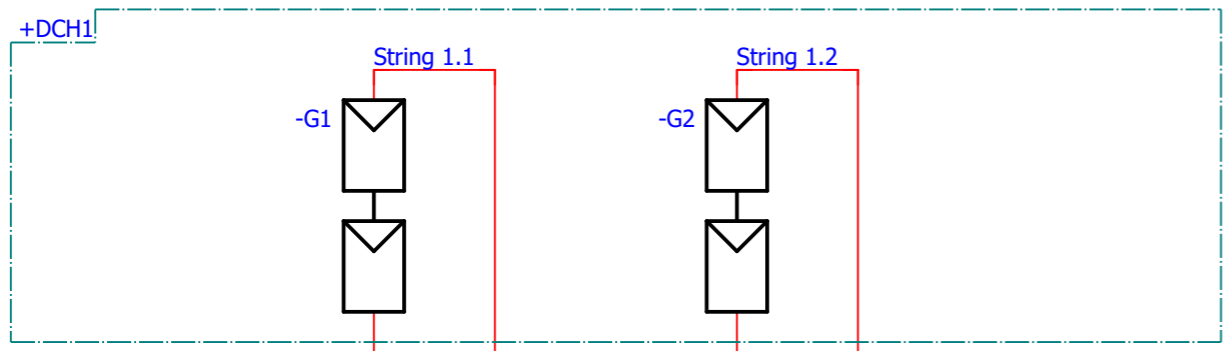 +DCH1
String 1.1
String 1.2
-G1
-G2